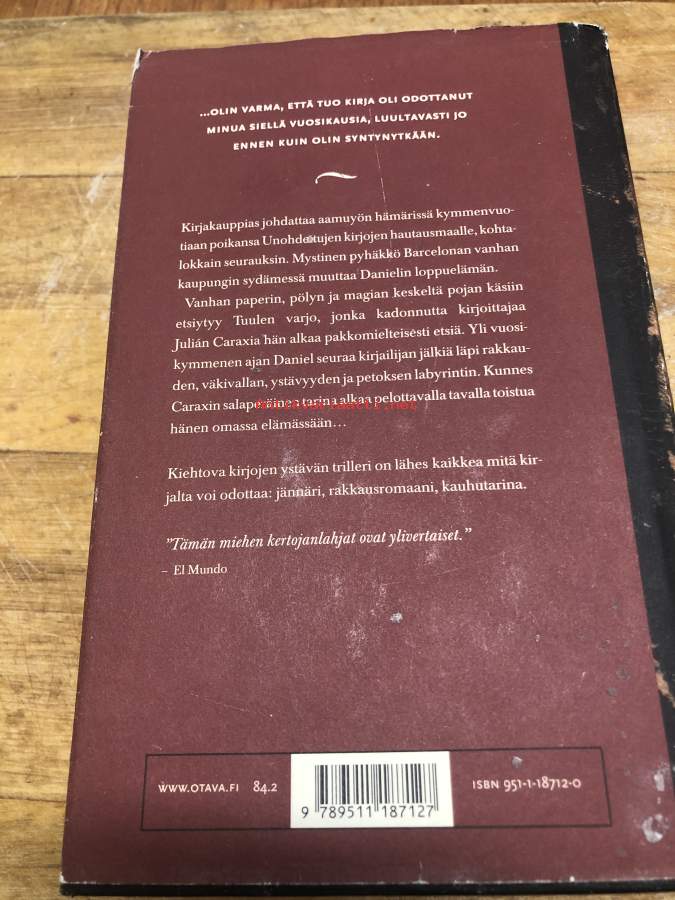 ...OLIN VARMA, ETTÄ TUO KIRJA OLI ODOTTANUT
MINUA SIELLÄ VUOSIKAUSIA, LUULTAVASTI JO
ENNEN KUIN OLIN SYNTYNYTKÄÄN.
Kirjakauppias johdattaa aamuyön hämärissä kymmenvuo-
tiaan poikansa Unohdettujen kirjojen hautausmaalle, kohta-
lokkain seurauksin. Mystinen pyhäkkö Barcelonan vanhan
kaupungin sydämessä muuttaa Danielin loppuelämän.
Vanhan paperin, pölyn ja magian keskeltä pojan käsiin
etsiytyy Tuulen varjo, jonka kadonnutta kirjoittajaa
Julián Caraxia hän alkaa pakkomielteisesti etsiä. Yli vuosi-
kymmenen ajan Daniel seuraa kirjailijan jälkiä läpi rakkau-
den, väkivallan, ystävyyden ja petoksen labyrintin. Kunnes
Caraxin salaperäinen tarina alkaa pelottavalla tavalla toistua
hänen omassa elämässään...
Kiehtova kirjojen ystävän trilleri on lähes kaikkea mitä kir-
jalta voi odottaa: jännäri, rakkausromaani, kauhutarina.
"Tämän miehen kertojanlahjat ovat ylivertaiset."
– El Mundo
WWW.OTAVA.FI 84.2 ISBN 951-1-18712-0
9 789511 187127